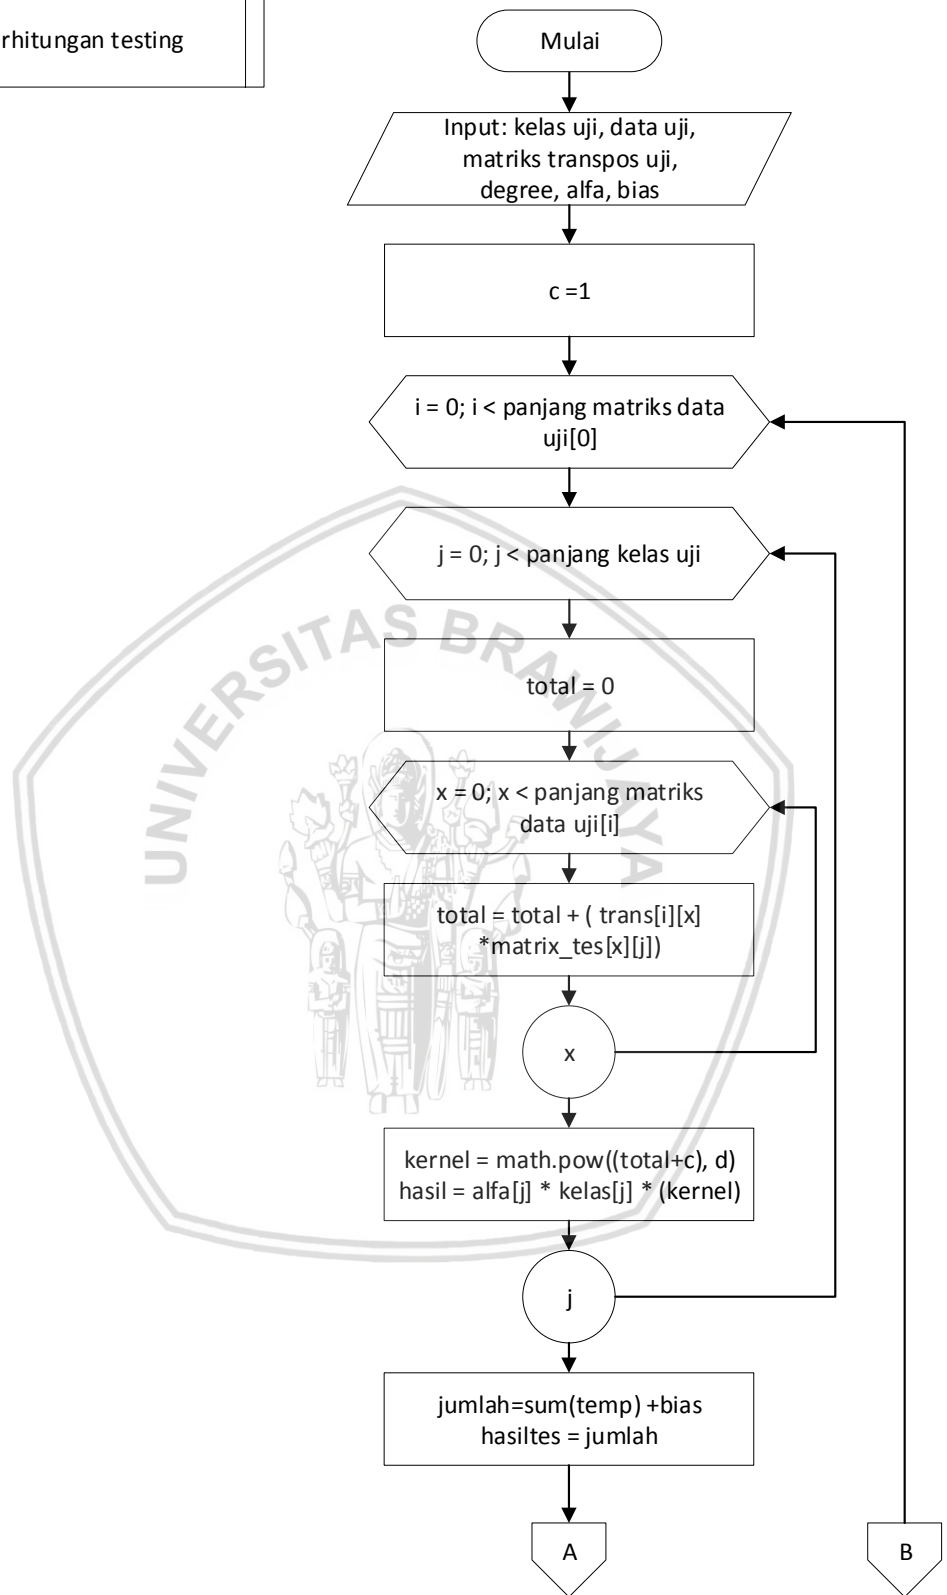 rhitungan testing
Mulai
Input: kelas uji, data uji,
matriks transpos uji,
degree, alfa, bias
c =1
i = 0; i < panjang matriks data
uji[0]
j = 0; j < panjang kelas uji
UNIVERSITAS BRAWIJAYA
total = 0
x = 0; x < panjang matriks
data uji[i]
total = total + ( trans[i][x]
*matrix_tes[x][j])
x
kernel = math.pow((total+c), d)
hasil = alfa[j] * kelas[j] * (kernel)
j
jumlah=sum(temp) +bias
hasiltes = jumlah
A
B